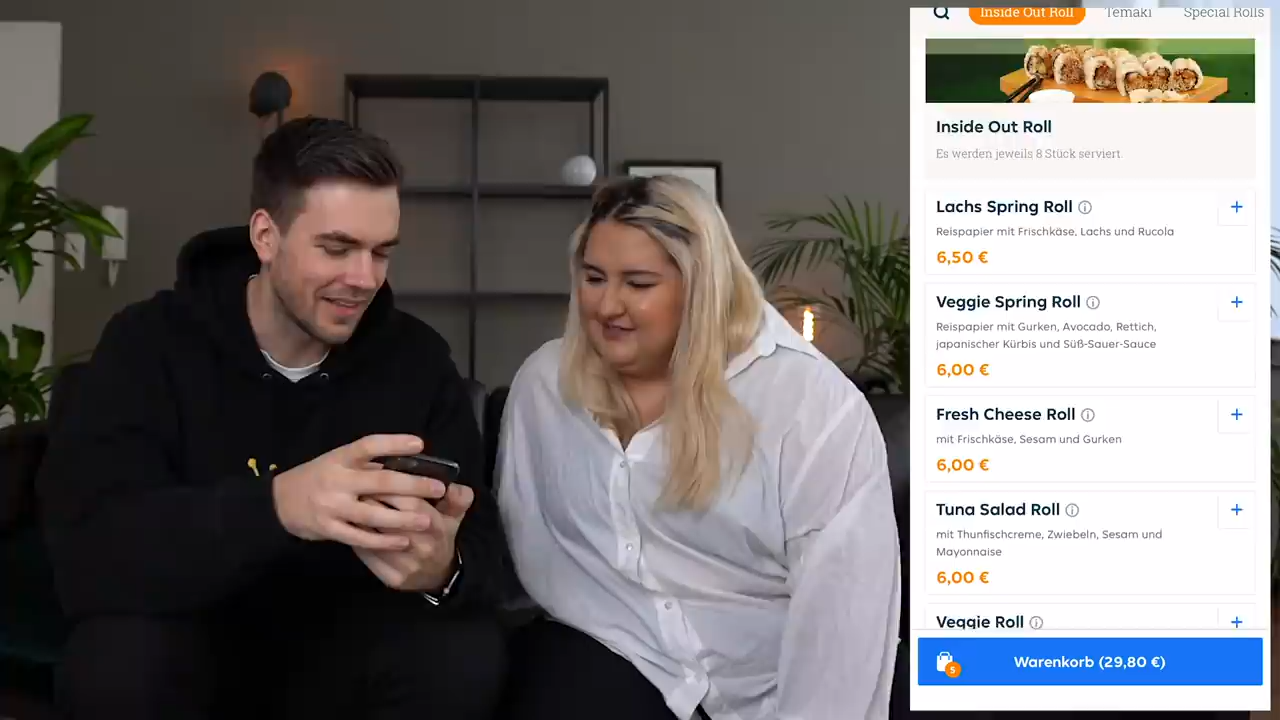 Inside Out Roll
Temaki
Special Rolls
Inside Out Roll
Es werden jeweils 8 Stück serviert.
Lachs Spring Roll
Reispapier mit Frischkäse, Lachs und Rucola
6,50 €
Veggie Spring Roll
Reispapier mit Gurken, Avocado, Rettich,
japanischer Kürbis und Süß-Sauer-Sauce
6,00 €
Fresh Cheese Roll
mit Frischkäse, Sesam und Gurken
6,00 €
Tuna Salad Roll
mit Thunfischcreme, Zwiebeln, Sesam und
Mayonnaise
6,00 €
Veggie Roll
5
Warenkorb (29,80 €)